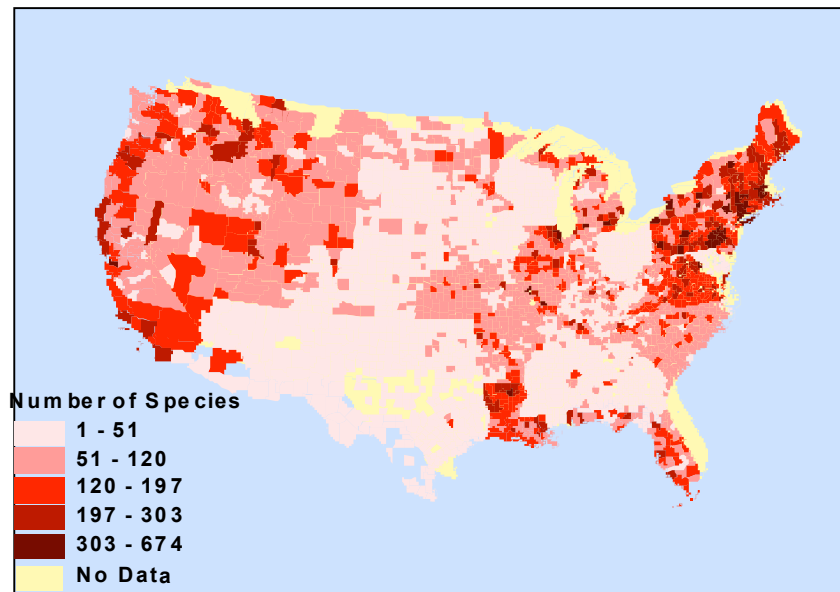 Number of Species
1 - 51
51 - 120
120 - 197
197 - 303
303 - 674
No Data